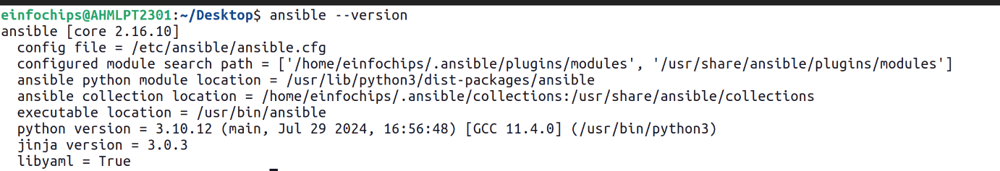 einfochips@AHMLPT2301:~/Desktop$ ansible --version
ansible [core 2.16.10]
  config file = /etc/ansible/ansible.cfg
  configured module search path = ['/home/einfochips/.ansible/plugins/modules', '/usr/share/ansible/plugins/modules']
  ansible python module location = /usr/lib/python3/dist-packages/ansible
  ansible collection location = /home/einfochips/.ansible/collections:/usr/share/ansible/collections
  executable location = /usr/bin/ansible
  python version = 3.10.12 (main, Jul 29 2024, 16:56:48) [GCC 11.4.0] (/usr/bin/python3)
  jinja version = 3.0.3
  libyaml = True